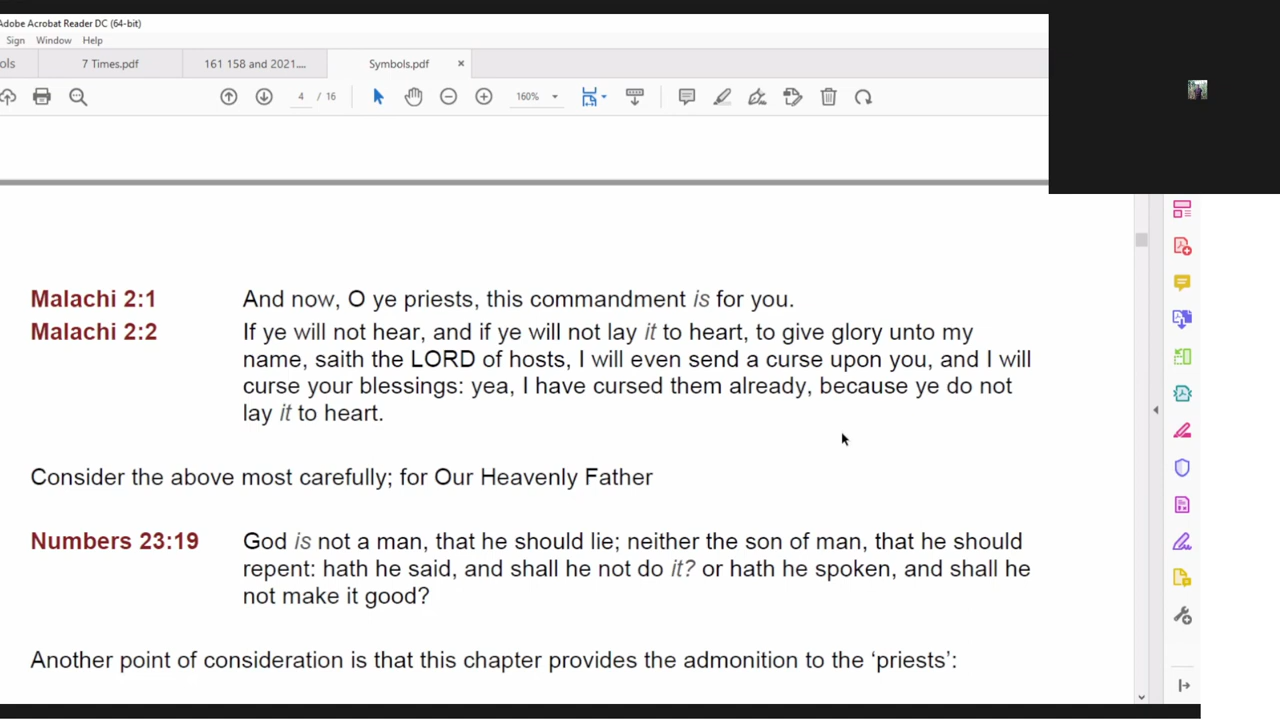 Adobe Acrobat Reader DC (64-bit)
Sign Window Help
ols 7 Times.pdf 161 158 and 2021.... Symbols.pdf ×
4 / 16 160%
Malachi 2:1 And now, O ye priests, this commandment is for you.
Malachi 2:2 If ye will not hear, and if ye will not lay it to heart, to give glory unto my
name, saith the LORD of hosts, I will even send a curse upon you, and I will
curse your blessings: yea, I have cursed them already, because ye do not
lay it to heart.
Consider the above most carefully; for Our Heavenly Father
Numbers 23:19 God is not a man, that he should lie; neither the son of man, that he should
repent: hath he said, and shall he not do it? or hath he spoken, and shall he
not make it good?
Another point of consideration is that this chapter provides the admonition to the ‘priests’: